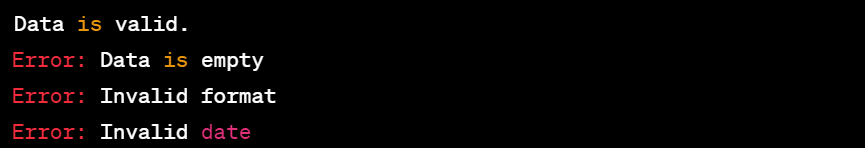 Data is valid.
Error: Data is empty
Error: Invalid format
Error: Invalid date